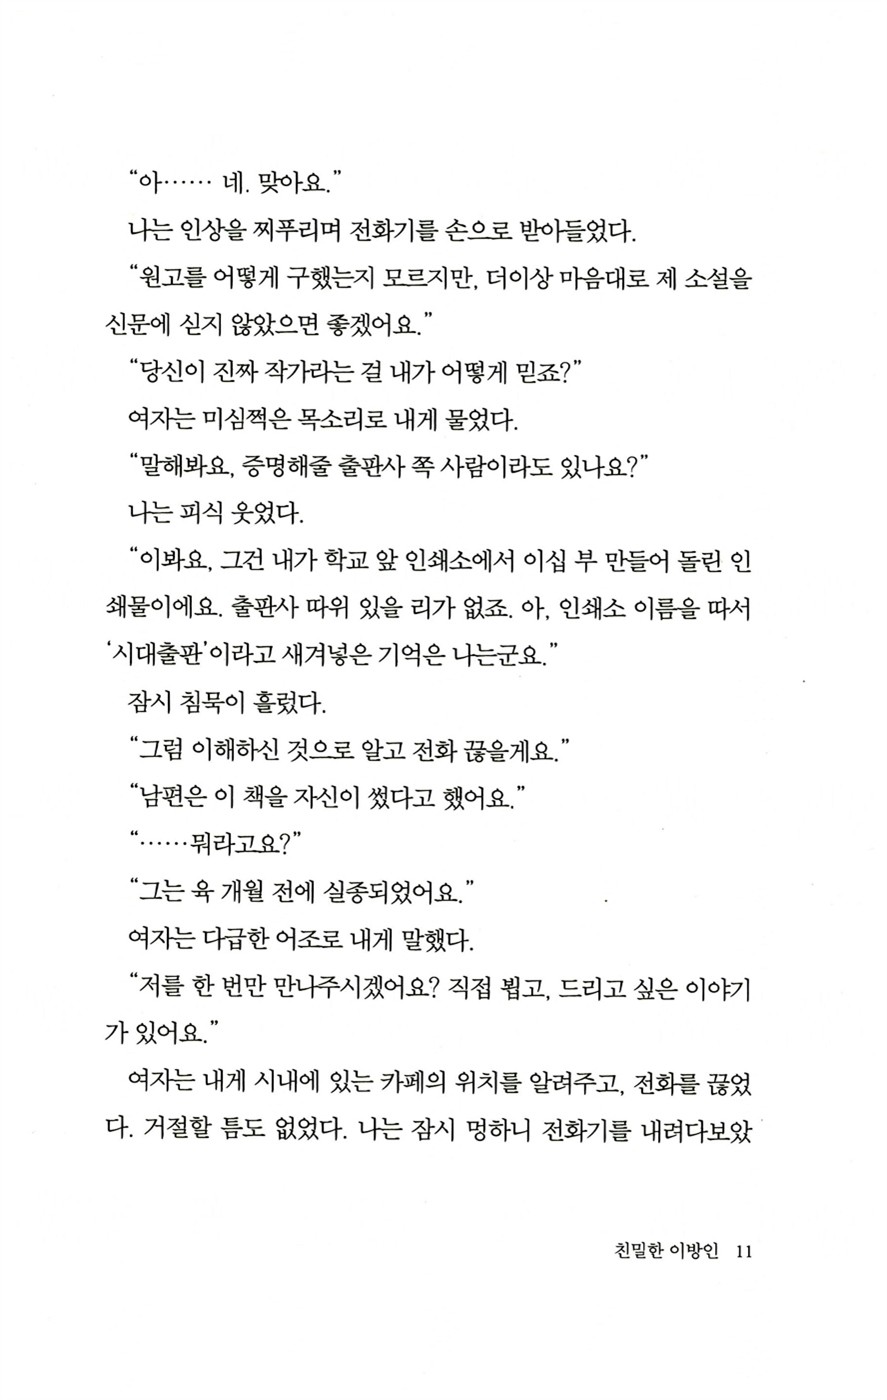 “아…… 네. 맞아요.”
나는 인상을 찌푸리며 전화기를 손으로 받아들었다.
“원고를 어떻게 구했는지 모르지만, 더이상 마음대로 제 소설을
신문에 싣지 않았으면 좋겠어요.”
“당신이 진짜 작가라는 걸 내가 어떻게 믿죠?”
여자는 미심쩍은 목소리로 내게 물었다.
“말해봐요, 증명해줄 출판사 쪽 사람이라도 있나요?”
나는 피식 웃었다.
“이봐요, 그건 내가 학교 앞 인쇄소에서 이십 부 만들어 돌린 인
쇄물이에요. 출판사 따위 있을 리가 없죠. 아, 인쇄소 이름을 따서
‘시대출판’이라고 새겨넣은 기억은 나는군요.”
잠시 침묵이 흘렀다.
“그럼 이해하신 것으로 알고 전화 끊을게요.”
“남편은 이 책을 자신이 썼다고 했어요.”
“……뭐라고요?”
“그는 육 개월 전에 실종되었어요.”
여자는 다급한 어조로 내게 말했다.
“저를 한 번만 만나주시겠어요? 직접 뵙고, 드리고 싶은 이야기
가 있어요.”
여자는 내게 시내에 있는 카페의 위치를 알려주고, 전화를 끊었
다. 거절할 틈도 없었다. 나는 잠시 멍하니 전화기를 내려다보았
친밀한 이방인 11